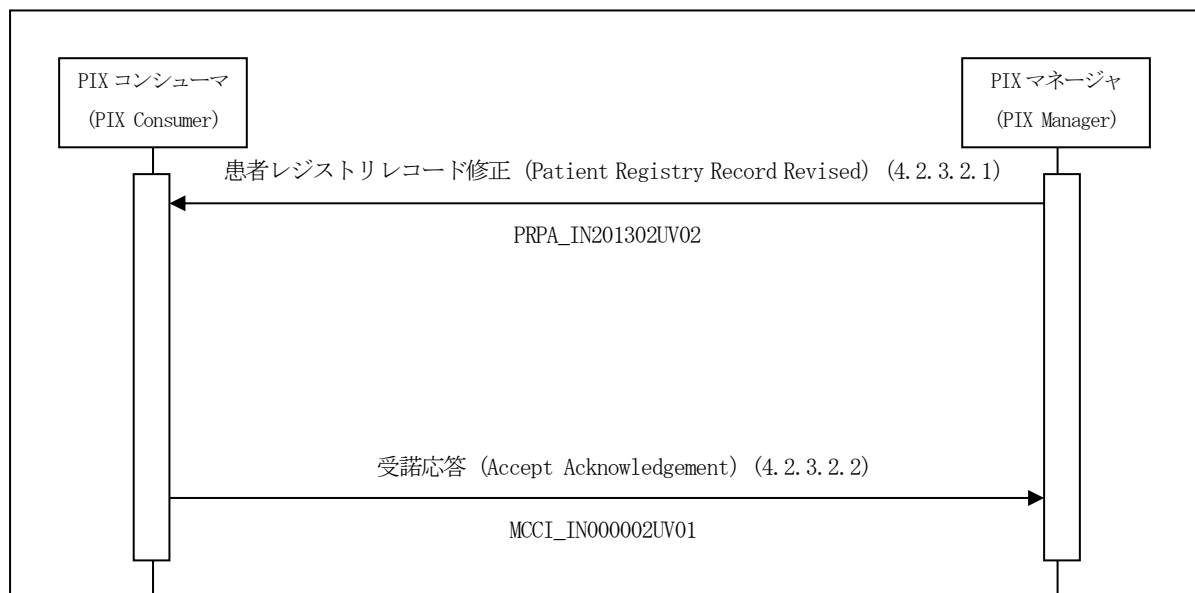 PIX コンシューマ
(PIX Consumer)
PIX マネージャ
(PIX Manager)
患者レジストリレコード修正 (Patient Registry Record Revised) (4.2.3.2.1)
PRPA_IN201302UV02
受諾応答 (Accept Acknowledgement) (4.2.3.2.2)
MCCI_IN000002UV01